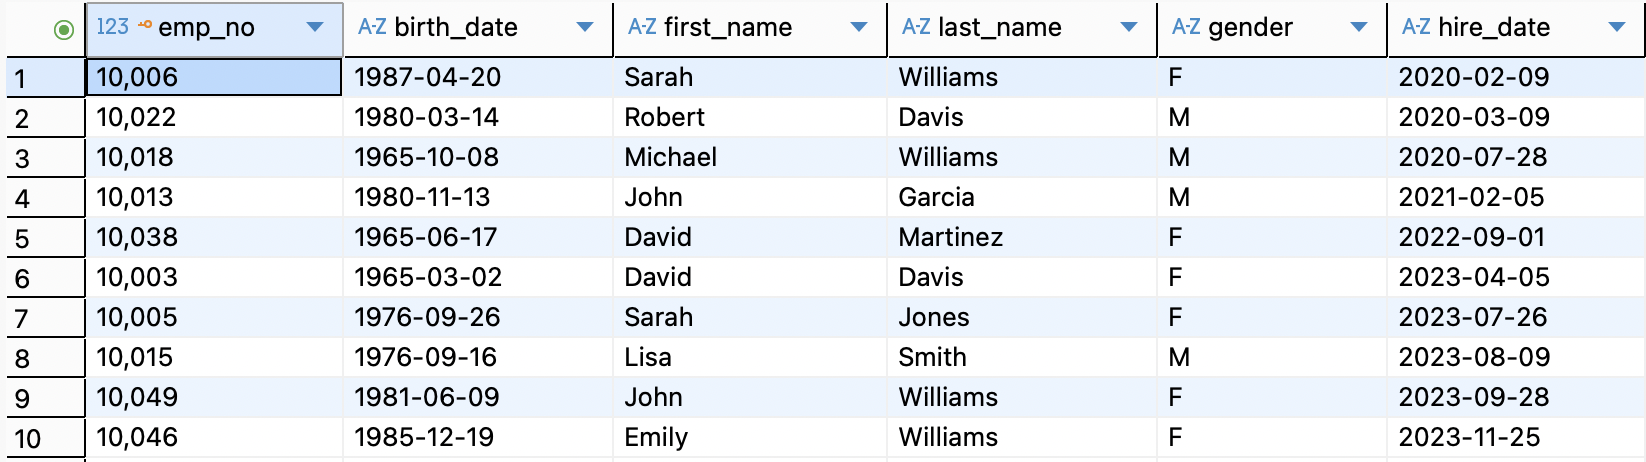 123 emp_no A-Z birth_date A-Z first_name A-Z last_name A-Z gender A-Z hire_date
1 10,006 1987-04-20 Sarah Williams F 2020-02-09
2 10,022 1980-03-14 Robert Davis M 2020-03-09
3 10,018 1965-10-08 Michael Williams M 2020-07-28
4 10,013 1980-11-13 John Garcia M 2021-02-05
5 10,038 1965-06-17 David Martinez F 2022-09-01
6 10,003 1965-03-02 David Davis F 2023-04-05
7 10,005 1976-09-26 Sarah Jones F 2023-07-26
8 10,015 1976-09-16 Lisa Smith M 2023-08-09
9 10,049 1981-06-09 John Williams F 2023-09-28
10 10,046 1985-12-19 Emily Williams F 2023-11-25